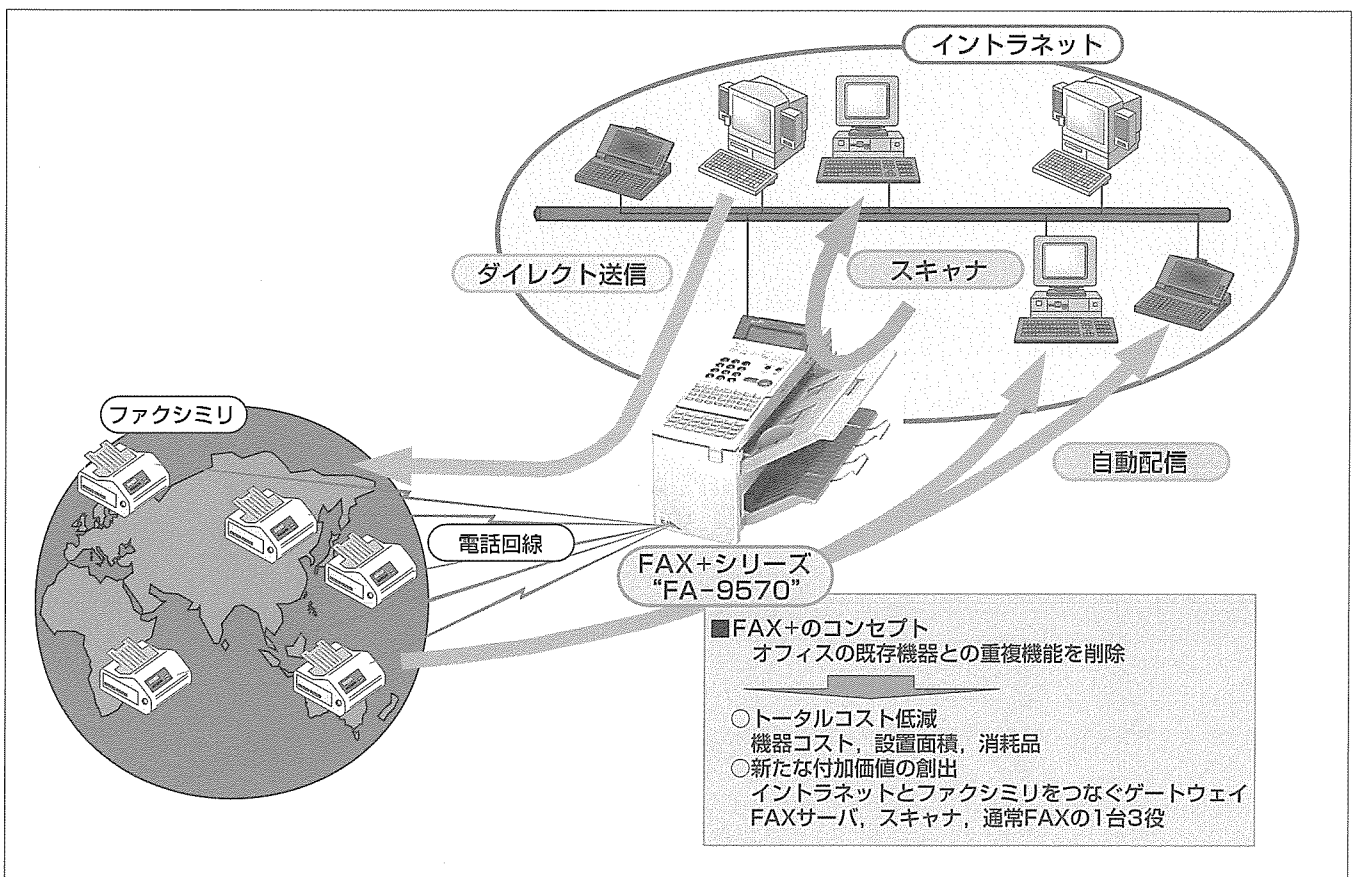 イントラネット
ダイレクト送信
スキャナ
ファクシミリ
自動配信
電話回線
FAX+シリーズ
“FA-9570”
■FAX+のコンセプト
オフィスの既存機器との重複機能を削除
○トータルコスト低減
機器コスト，設置面積，消耗品
○新たな付加価値の創出
イントラネットとファクシミリをつなぐゲートウェイ
FAXサーバ，スキャナ，通常FAXの1台3役